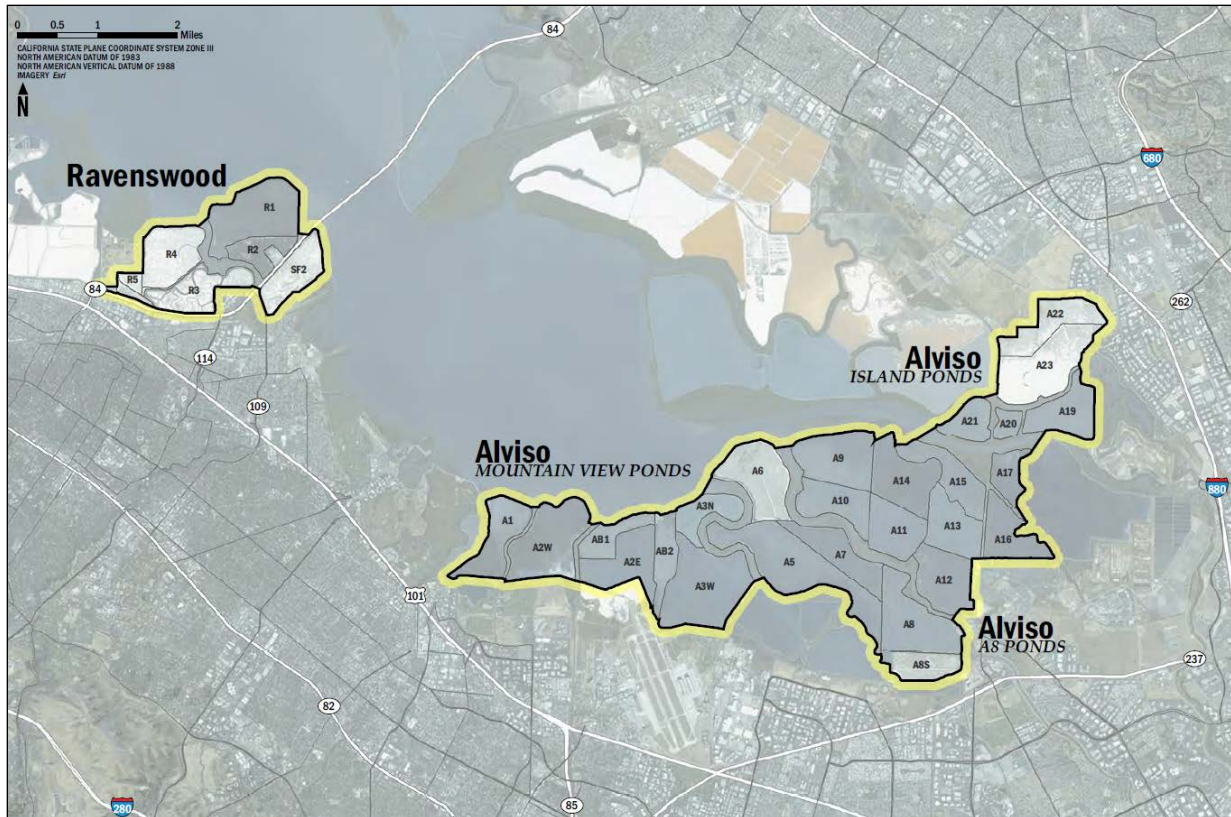 0 0.5 1 2
Miles
CALIFORNIA STATE PLANE COORDINATE SYSTEM ZONE III
NORTH AMERICAN DATUM OF 1983
NORTH AMERICAN VERTICAL DATUM OF 1988
IMAGERY Esri
N
84
680
Ravenswood
R1
R4
R2
SF2
R5
R3
84
262
A22
114
Alviso
ISLAND PONDS
A23
109
A19
A21
A20
Alviso
MOUNTAIN VIEW PONDS
A6
A9
A14
A15
A17
880
A1
A3N
A10
A2W
AB1
AB2
A11
A13
A16
A2E
A5
A7
A3W
A12
101
A8
Alviso
A8 PONDS
A8S
237
82
280
85